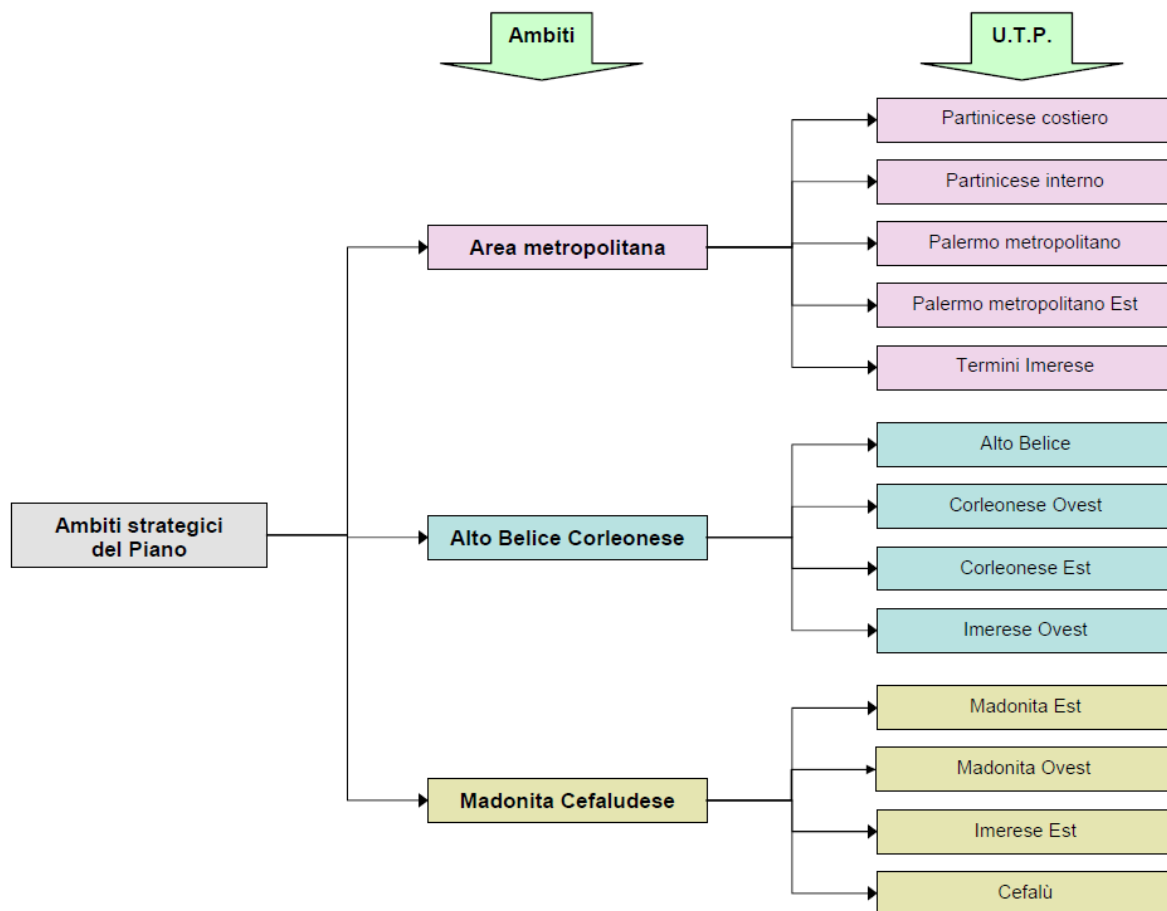 Ambiti
U.T.P.
Partinicese costiero
Partinicese interno
Area metropolitana
Palermo metropolitano
Palermo metropolitano Est
Termini Imerese
Alto Belice
Corleonese Ovest
Ambiti strategici
del Piano
Alto Belice Corleonese
Corleonese Est
Imerese Ovest
Madonita Est
Madonita Ovest
Madonita Cefaludese
Imerese Est
Cefalù